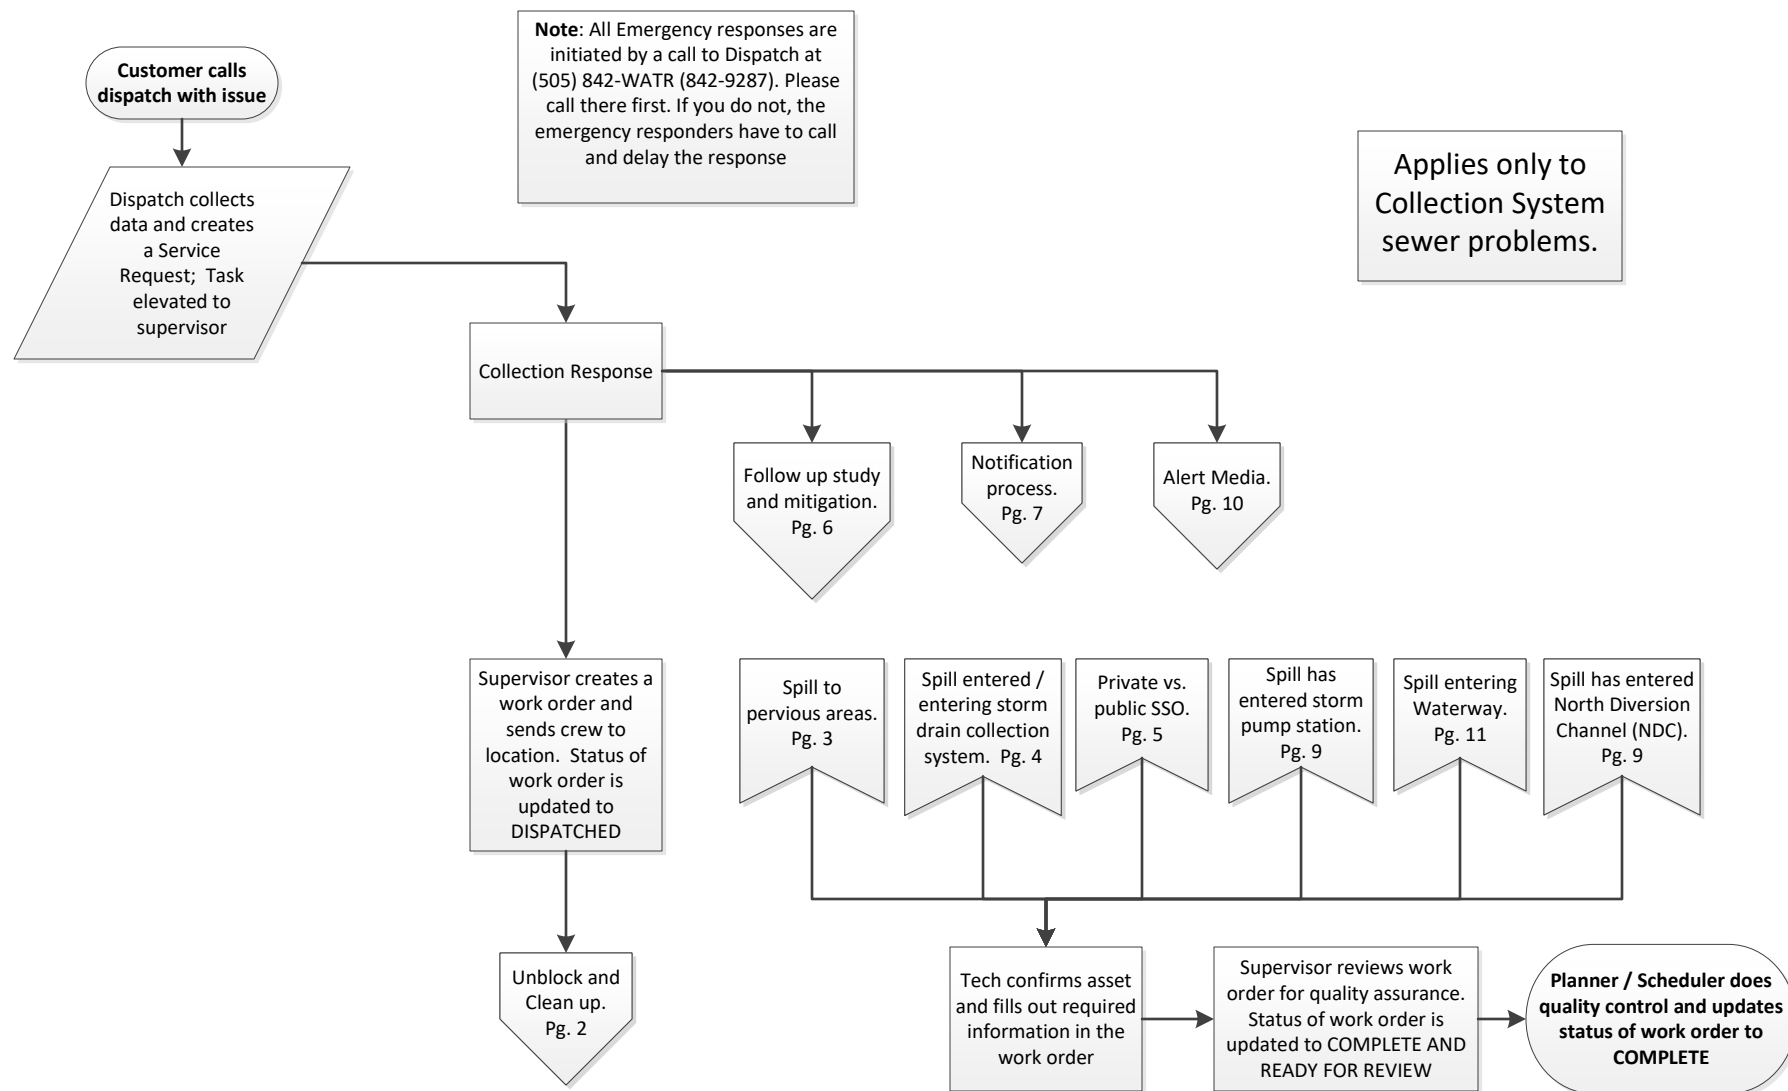 Customer calls
dispatch with issue
Note: All Emergency responses are
initiated by a call to Dispatch at
(505) 842-WATR (842-9287). Please
call there first. If you do not, the
emergency responders have to call
and delay the response
Applies only to
Collection System
sewer problems.
Dispatch collects
data and creates
a Service
Request;  Task
elevated to
supervisor
Collection Response
Follow up study
and mitigation.
Pg. 6
Notification
process.
Pg. 7
Alert Media.
Pg. 10
Supervisor creates a
work order and
sends crew to
location.  Status of
work order is
updated to
DISPATCHED
Spill to
pervious areas.
Pg. 3
Spill entered /
entering storm
drain collection
system.  Pg. 4
Private vs.
public SSO.
Pg. 5
Spill has
entered storm
pump station.
Pg. 9
Spill entering
Waterway.
Pg. 11
Spill has entered
North Diversion
Channel (NDC).
Pg. 9
Unblock and
Clean up.
Pg. 2
Tech confirms asset
and fills out required
information in the
work order
Supervisor reviews work
order for quality assurance.
Status of work order is
updated to COMPLETE AND
READY FOR REVIEW
Planner / Scheduler does
quality control and updates
status of work order to
COMPLETE